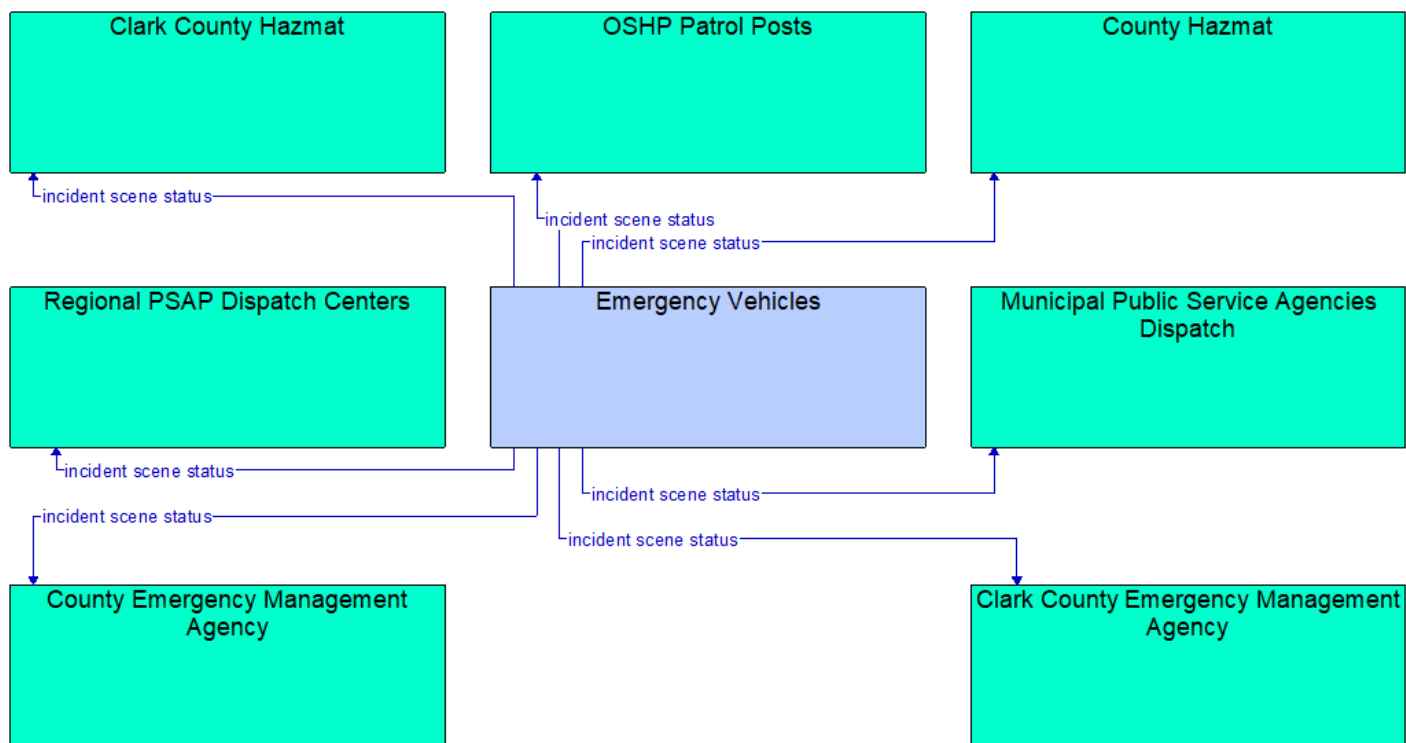 Clark County Hazmat
OSHP Patrol Posts
County Hazmat
incident scene status
incident scene status
incident scene status
Regional PSAP Dispatch Centers
Emergency Vehicles
Municipal Public Service Agencies
Dispatch
incident scene status
incident scene status
incident scene status
incident scene status
County Emergency Management
Agency
Clark County Emergency Management
Agency